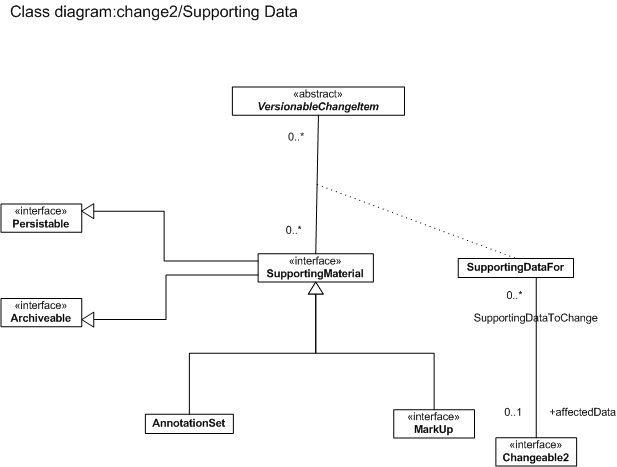 Class diagram:change2/Supporting Data
«abstract»
VersionableChangeItem
0..*
0..*
«interface»
Persistable
«interface»
SupportingMaterial
SupportingDataFor
0..*
«interface»
Archiveable
SupportingDataToChange
AnnotationSet
«interface»
MarkUp
0..1
+affectedData
«interface»
Changeable2